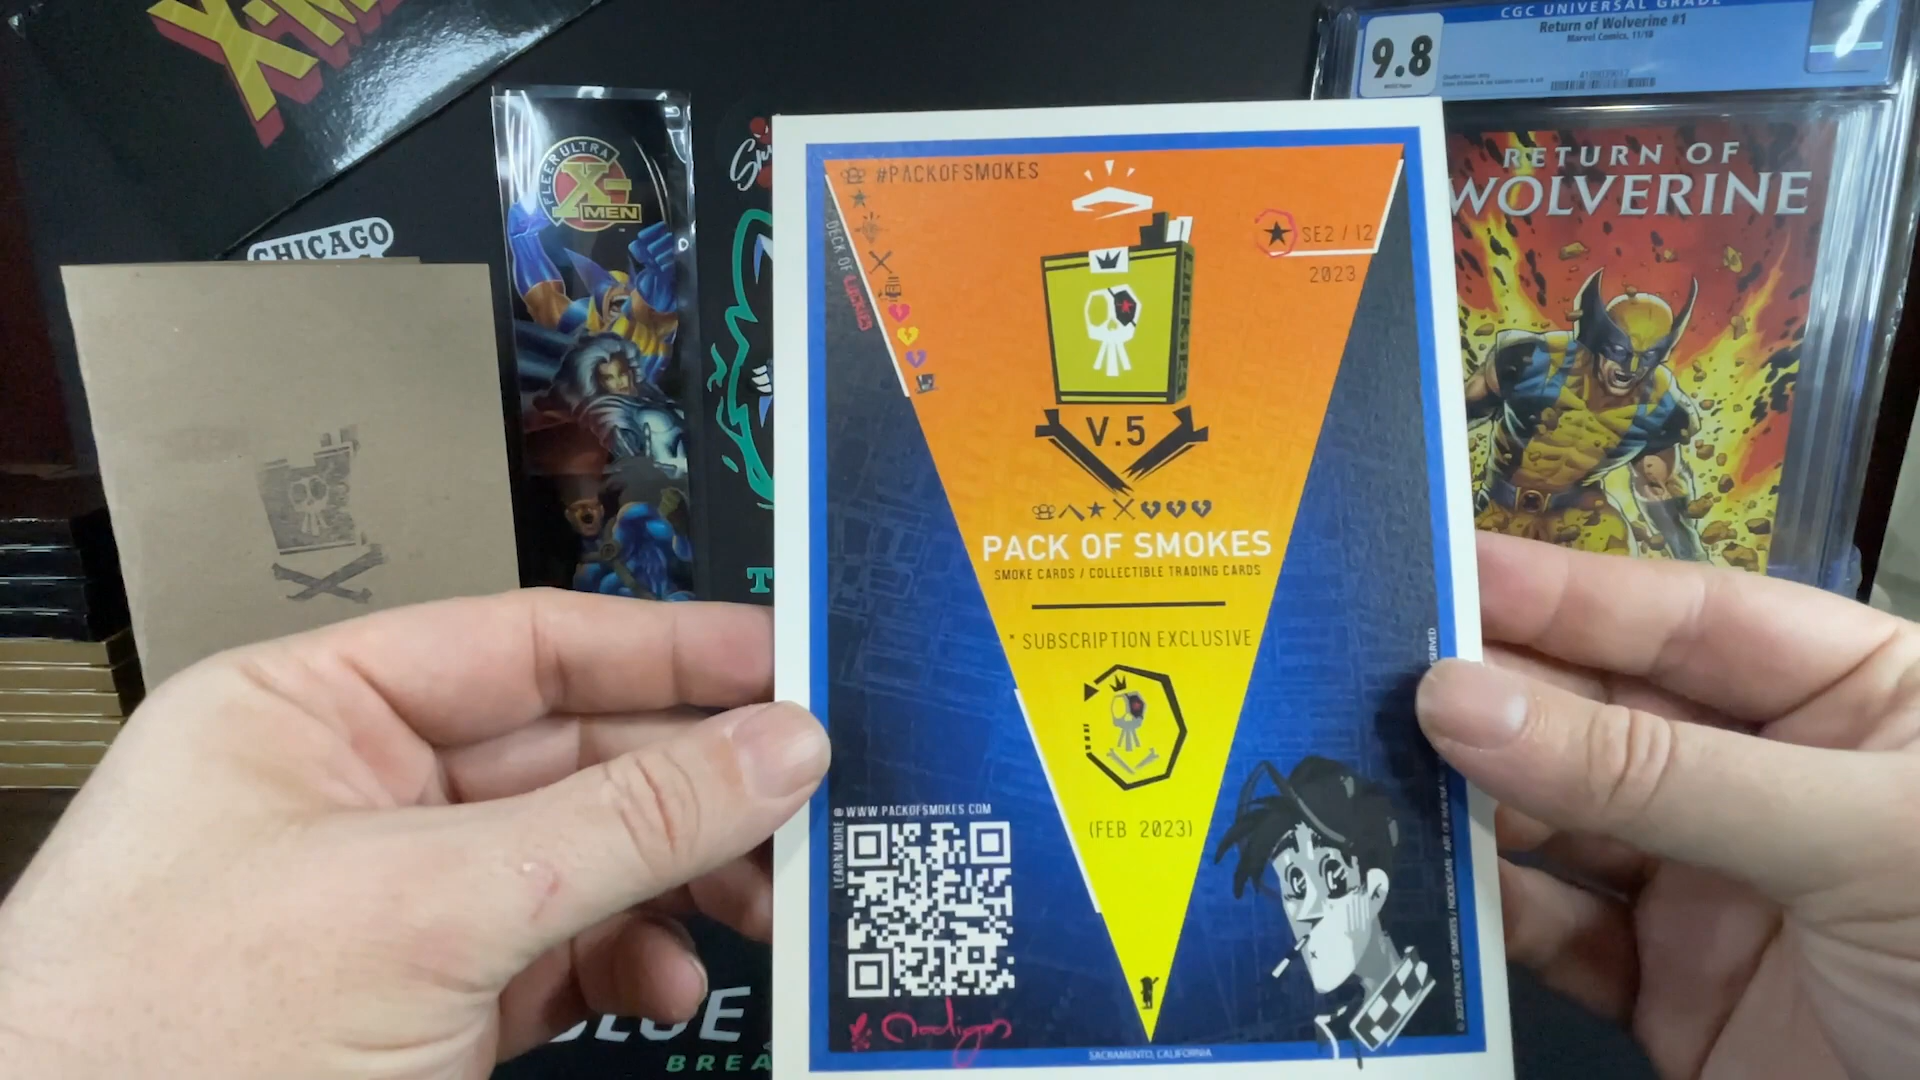 X-M
CGC UNIVERSAL GRADE
Return of Wolverine #1
Marvel Comics, 11/18
9.8
RETURN OF
WOLVERINE
FLEER ULTRA
X-
MEN
CHICAGO
#PACKOFSMOKES
DECK OF LUCKIES
SE2 / 12
2023
V.5
PACK OF SMOKES
SMOKE CARDS / COLLECTIBLE TRADING CARDS
* SUBSCRIPTION EXCLUSIVE
(FEB 2023)
LEARN MORE @ WWW.PACKOFSMOKES.COM
Nooligan
SACRAMENTO, CALIFORNIA
BLUE
BREA